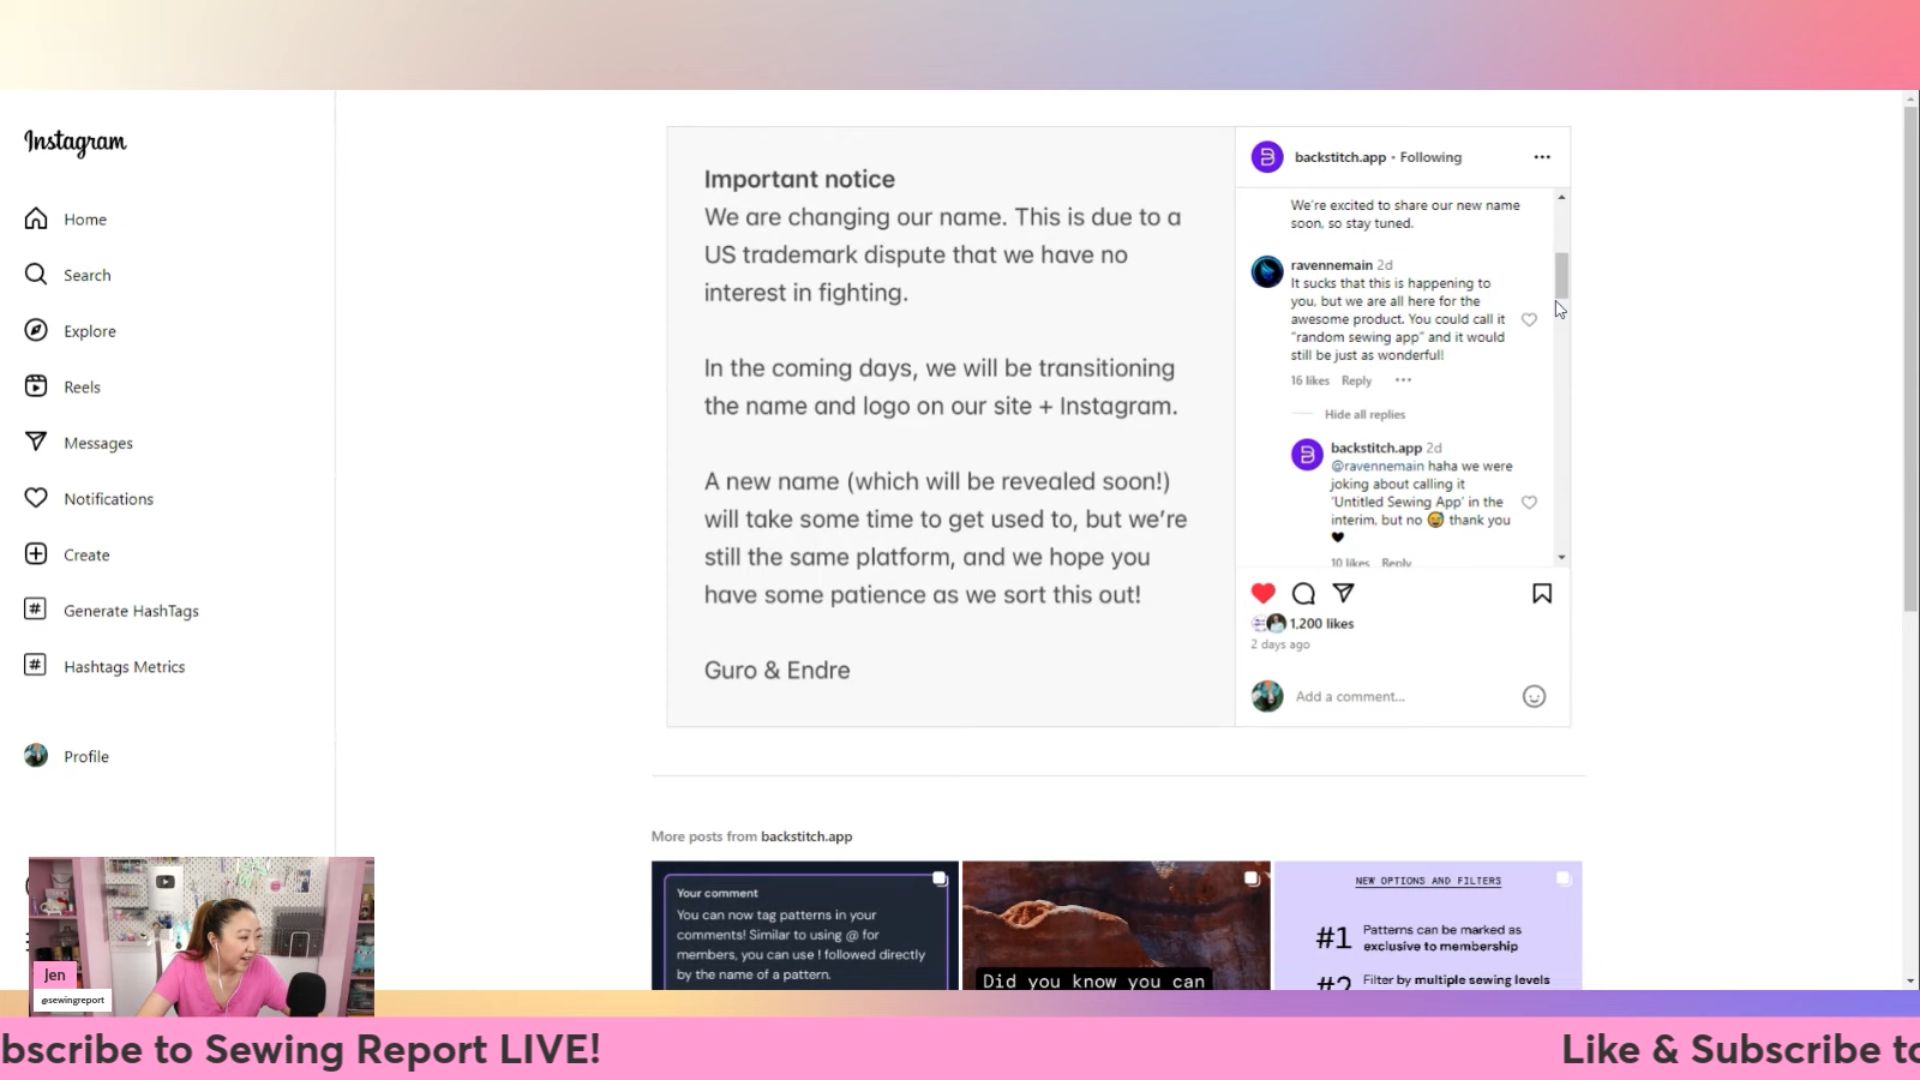 Instagram
Home
Search
Explore
Reels
Messages
Notifications
Create
# Generate HashTags
# Hashtags Metrics
Profile
Important notice
We are changing our name. This is due to a
US trademark dispute that we have no
interest in fighting.
In the coming days, we will be transitioning
the name and logo on our site + Instagram.
A new name (which will be revealed soon!)
will take some time to get used to, but we're
still the same platform, and we hope you
have some patience as we sort this out!
Guro & Endre
backstitch.app • Following
We're excited to share our new name
soon, so stay tuned.
ravennemain 2d
It sucks that this is happening to
you, but we are all here for the
awesome product. You could call it
"random sewing app" and it would
still be just as wonderful!
16 likes Reply
Hide all replies
backstitch.app 2d
@ravennemain haha we were
joking about calling it
'Untitled Sewing App' in the
interim, but no 😅 thank you
🖤
10 likes Reply
1,200 likes
2 days ago
Add a comment...
More posts from backstitch.app
Your comment
You can now tag patterns in your
comments! Similar to using @ for
members, you can use ! followed directly
by the name of a pattern.
Did you know you can
NEW OPTIONS AND FILTERS
#1 Patterns can be marked as
exclusive to membership
#2 Filter by multiple sewing levels
Jen
@sewingreport
bscribe to Sewing Report LIVE!
Like & Subscribe to